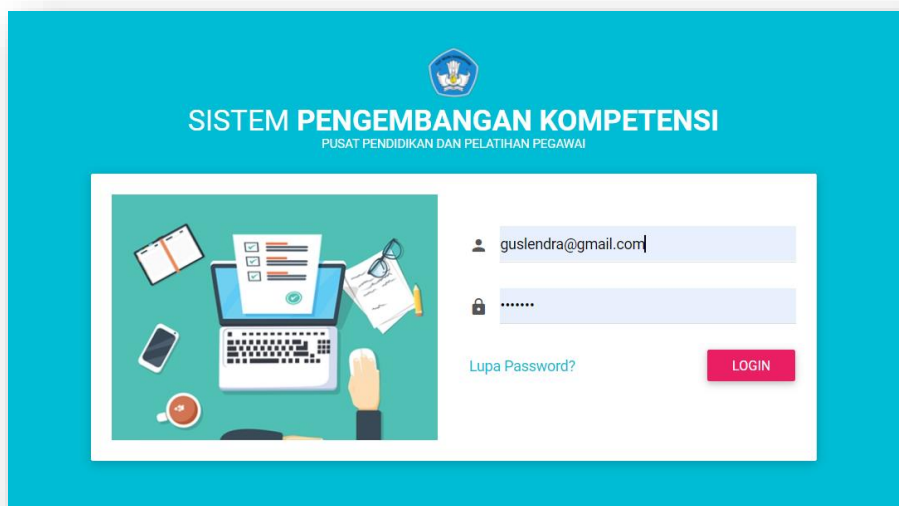 SISTEM PENGEMBANGAN KOMPETENSI
PUSAT PENDIDIKAN DAN PELATIHAN PEGAWAI
guslendra@gmail.com
•••••••
Lupa Password?
LOGIN